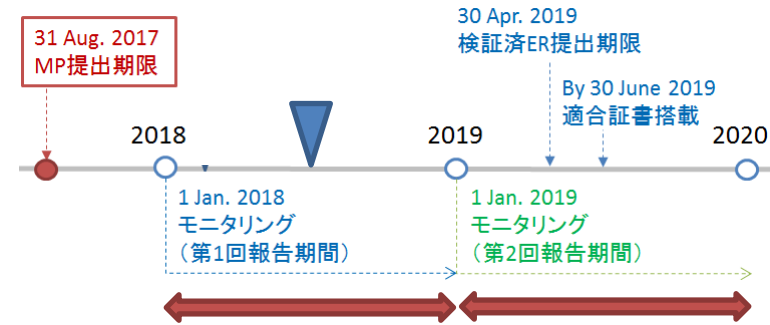 31 Aug. 2017
MP提出期限
30 Apr. 2019
検証済ER提出期限
By 30 June 2019
適合証書搭載
2018
2019
2020
1 Jan. 2018
モニタリング
（第1回報告期間）
1 Jan. 2019
モニタリング
（第2回報告期間）